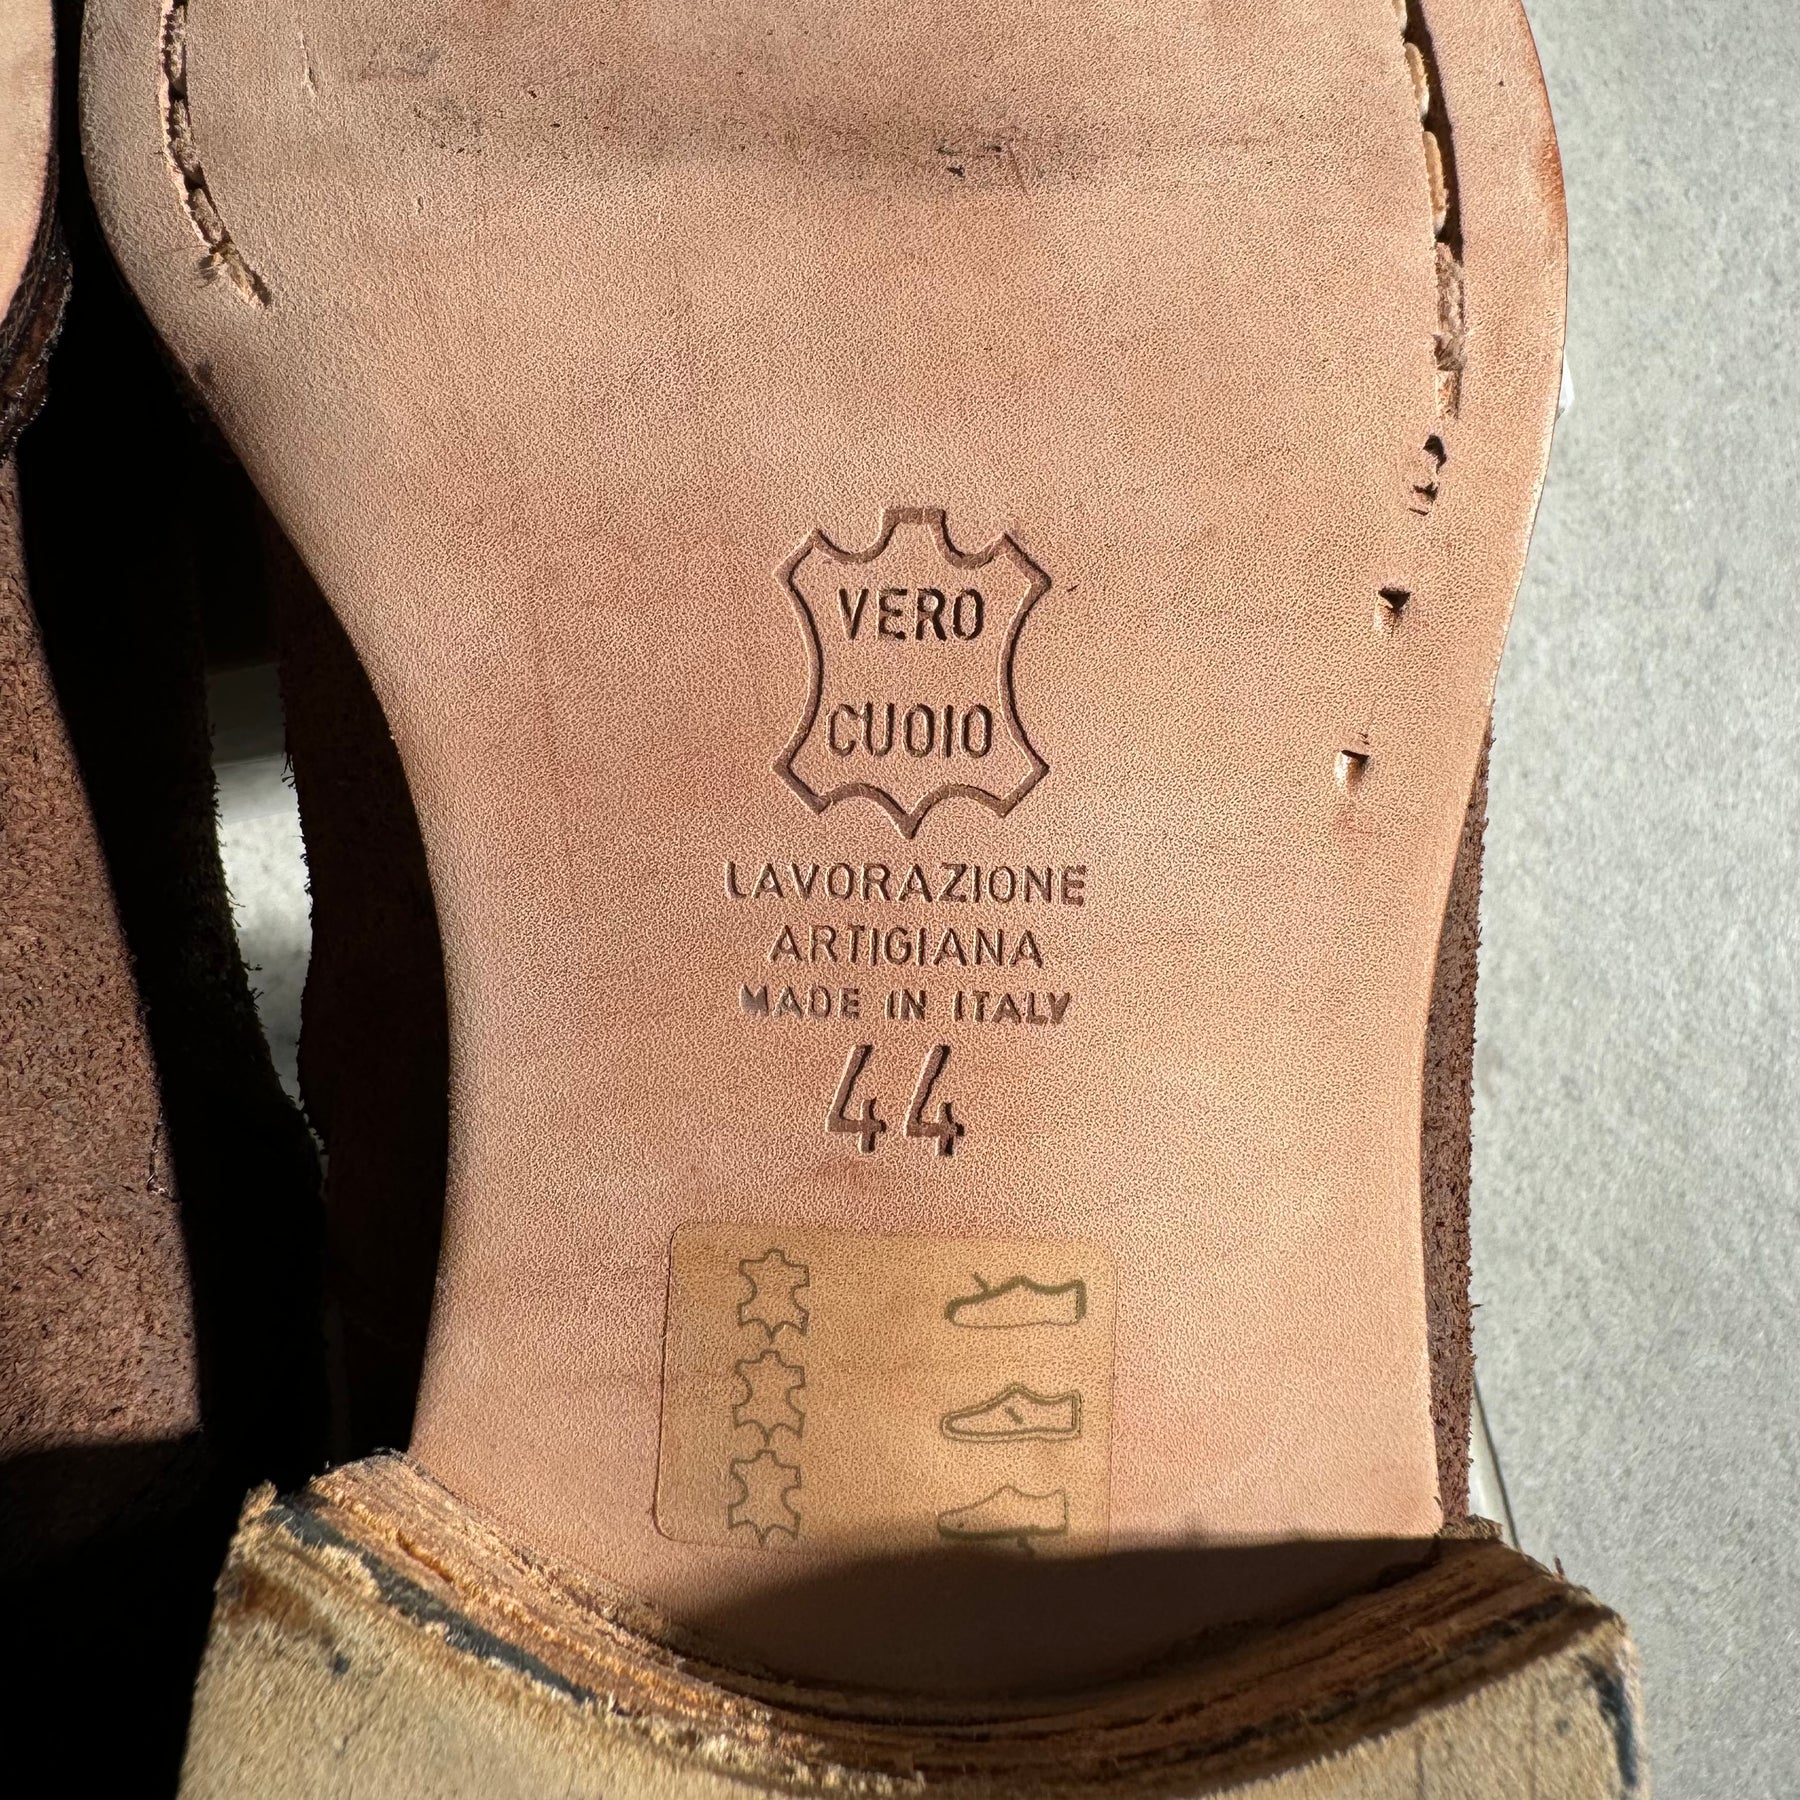 VERO
CUOIO
LAVORAZIONE
ARTIGIANA
MADE IN ITALY
44